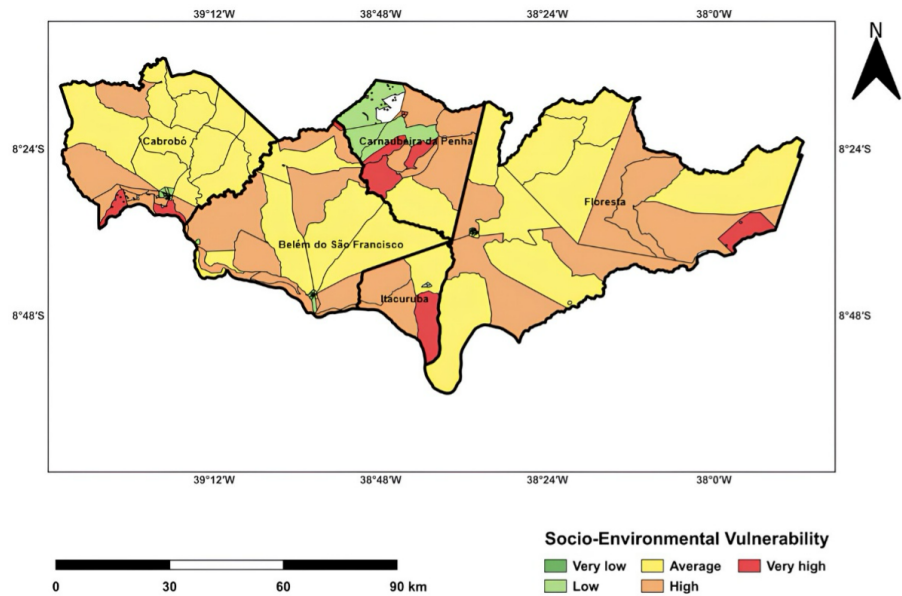 39°12'W 38°48'W 38°24'W 38°0'W
N
8°24'S 8°24'S
Cabrobó
Carnaubeira da Penha
Floresta
Belém do São Francisco
Itacuruba
8°48'S 8°48'S
39°12'W 38°48'W 38°24'W 38°0'W
Socio-Environmental Vulnerability
Very low Average Very high
Low High
0 30 60 90 km